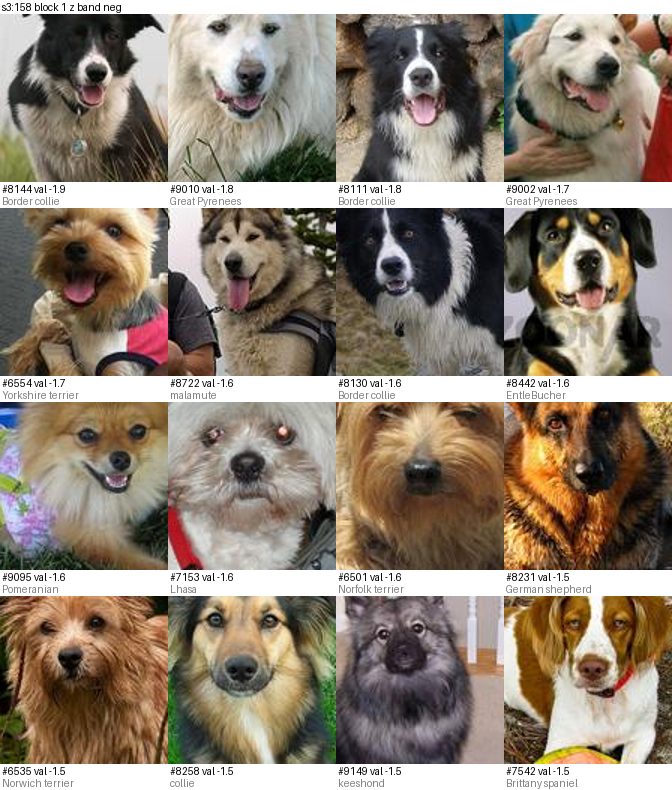 s3:158 block 1 z band neg
#8144 val -1.9
Border collie
#9010 val -1.8
Great Pyrenees
#8111 val -1.8
Border collie
#9002 val -1.7
Great Pyrenees
#6554 val -1.7
Yorkshire terrier
#8722 val -1.6
malamute
#8130 val -1.6
Border collie
ZOONAR
#8442 val -1.6
EntleBucher
#9095 val -1.6
Pomeranian
#7153 val -1.6
Lhasa
#6501 val -1.6
Norfolk terrier
#8231 val -1.5
German shepherd
#6535 val -1.5
Norwich terrier
#8258 val -1.5
collie
#9149 val -1.5
keeshond
#7542 val -1.5
Brittany spaniel